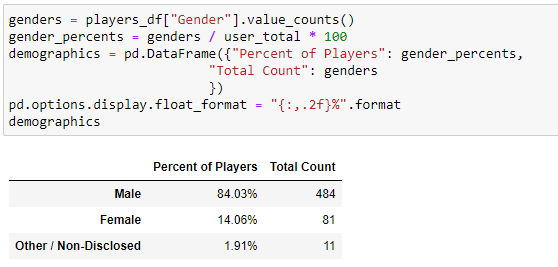 genders = players_df["Gender"].value_counts()
gender_percents = genders / user_total * 100
demographics = pd.DataFrame({"Percent of Players": gender_percents,
"Total Count": genders
})
pd.options.display.float_format = "{:,.2f}%".format
demographics
Percent of Players Total Count
Male 84.03% 484
Female 14.06% 81
Other / Non-Disclosed 1.91% 11